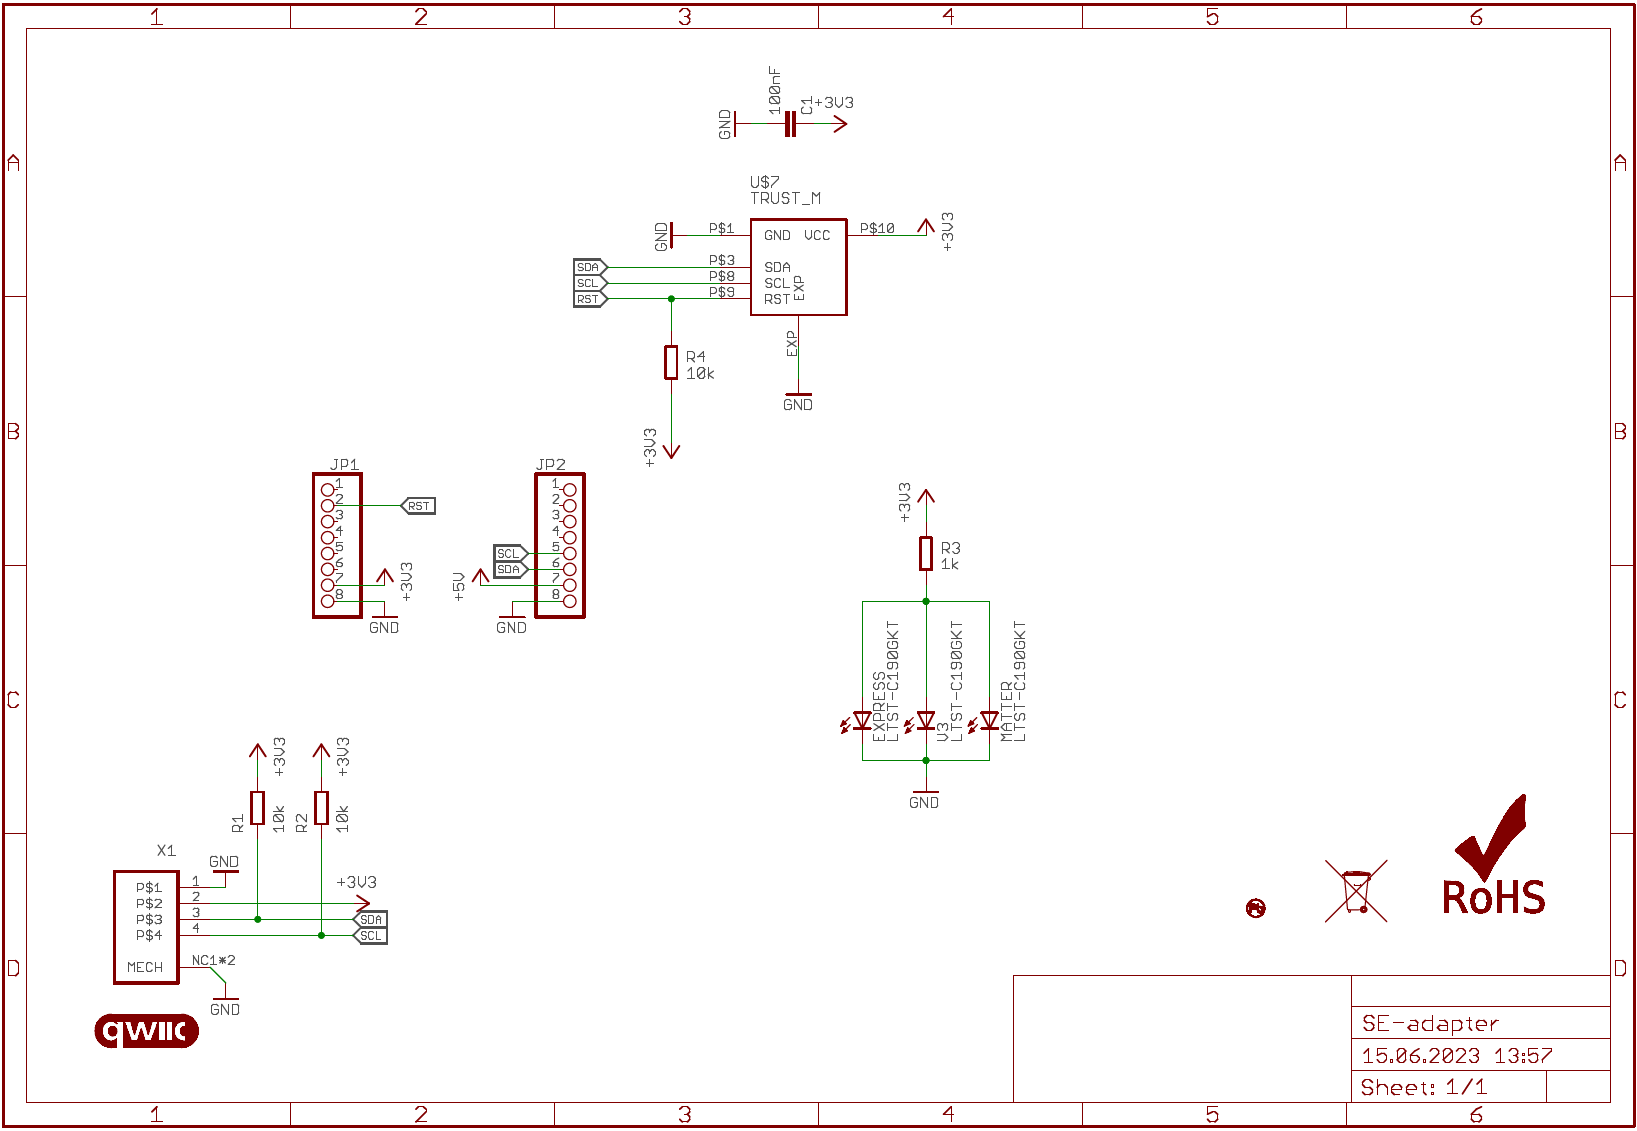 1 2 3 4 5 6
A A
B B
C C
D D
100nF
C1
+3V3
GND
U$7
TRUST_M
GND
P$1
GND VCC
P$10
+3V3
SDA
P$3
SDA
SCL
P$8
SCL
RST
P$9
RST
EXP
EXP
GND
R4
10k
+3V3
JP1
1
2
3
4
5
6
7
8
RST
+3V3
GND
JP2
1
2
3
4
5
6
7
8
SCL
SDA
+5V
GND
+3V3
R3
1k
EXPRESS
LTST-C190GKT
V3
LTST-C190GKT
MATTER
LTST-C190GKT
GND
+3V3
+3V3
R1
10k
R2
10k
X1
GND
P$1 1
P$2 2
+3V3
P$3 3
SDA
P$4 4
SCL
MECH NC1*2
GND
qwiic
RoHS
SE-adapter
15.06.2023 13:57
Sheet: 1/1
1 2 3 4 5 6